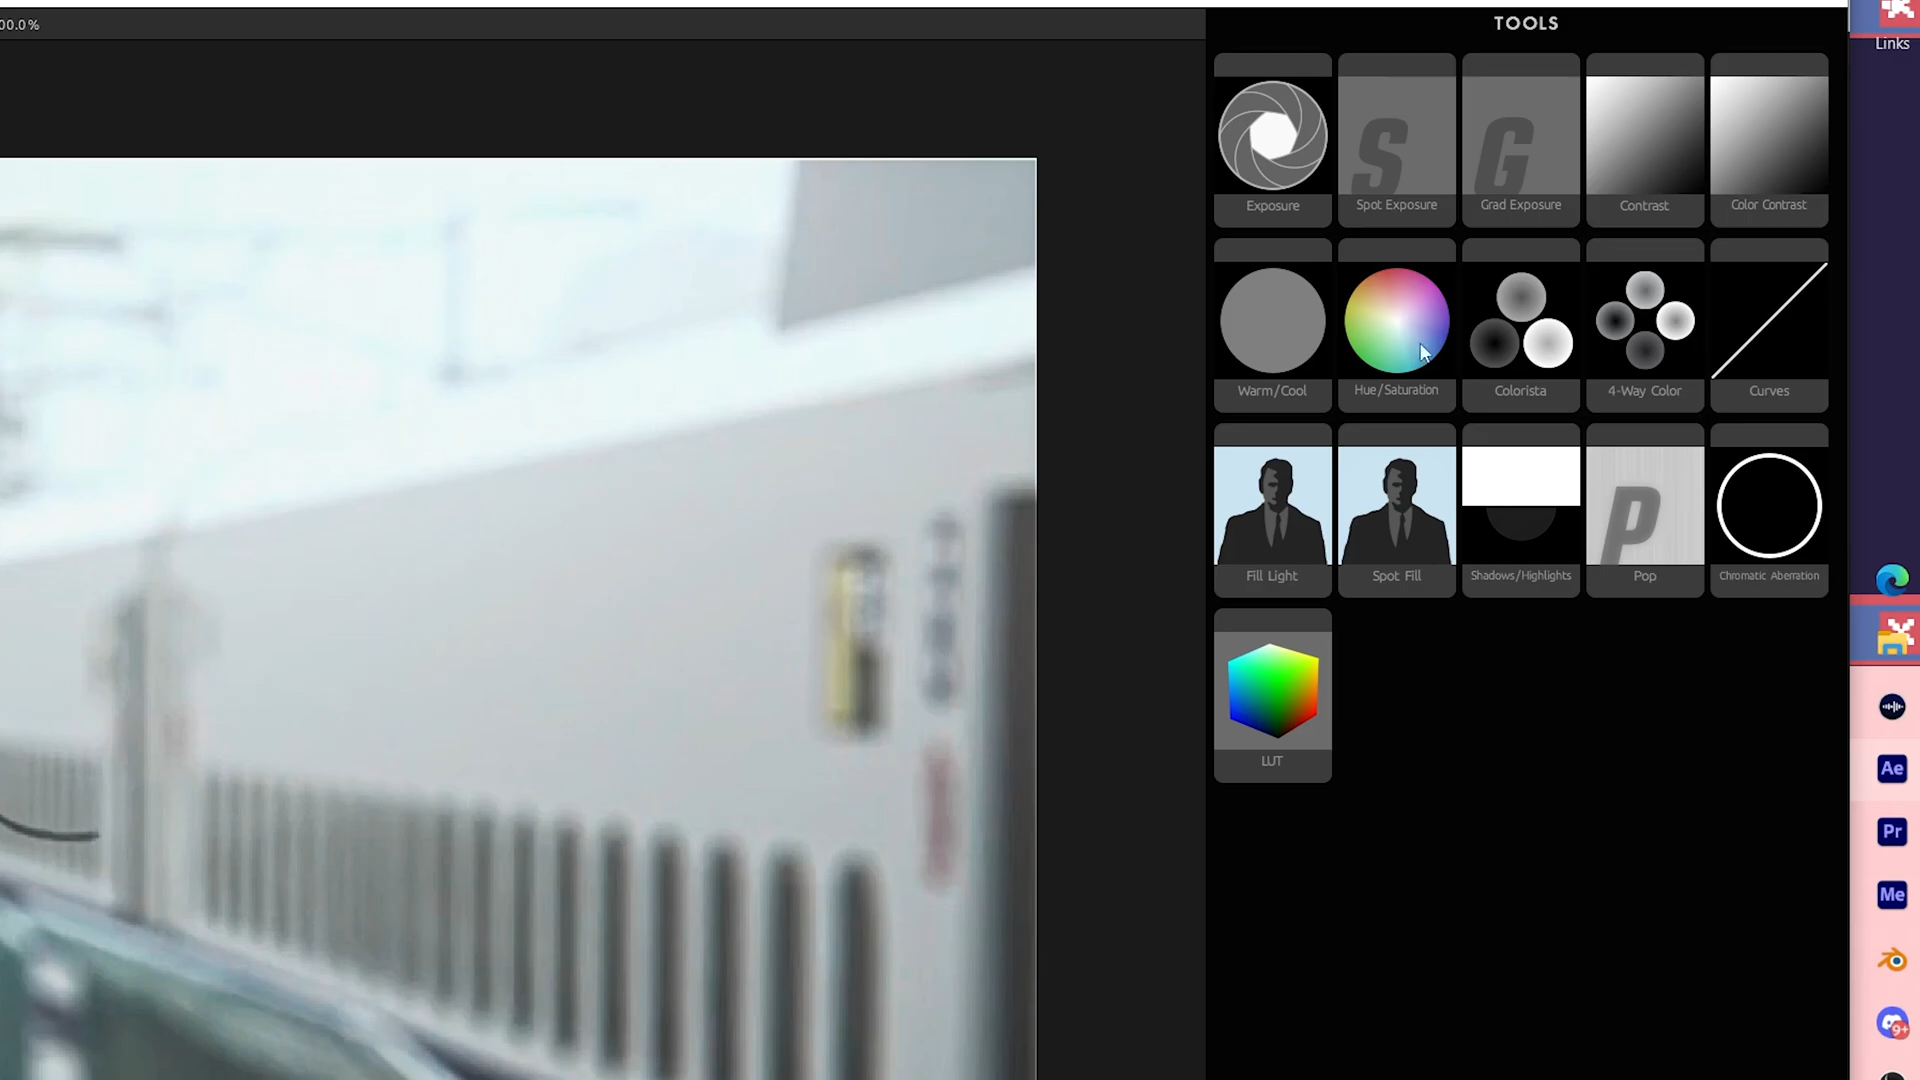 00.0%
TOOLS
Links
S
G
Exposure
Spot Exposure
Grad Exposure
Contrast
Color Contrast
Warm/Cool
Hue/Saturation
Colorista
4-Way Color
Curves
P
Fill Light
Spot Fill
Shadows/Highlights
Pop
Chromatic Aberration
LUT
Ae
Pr
Me
9+